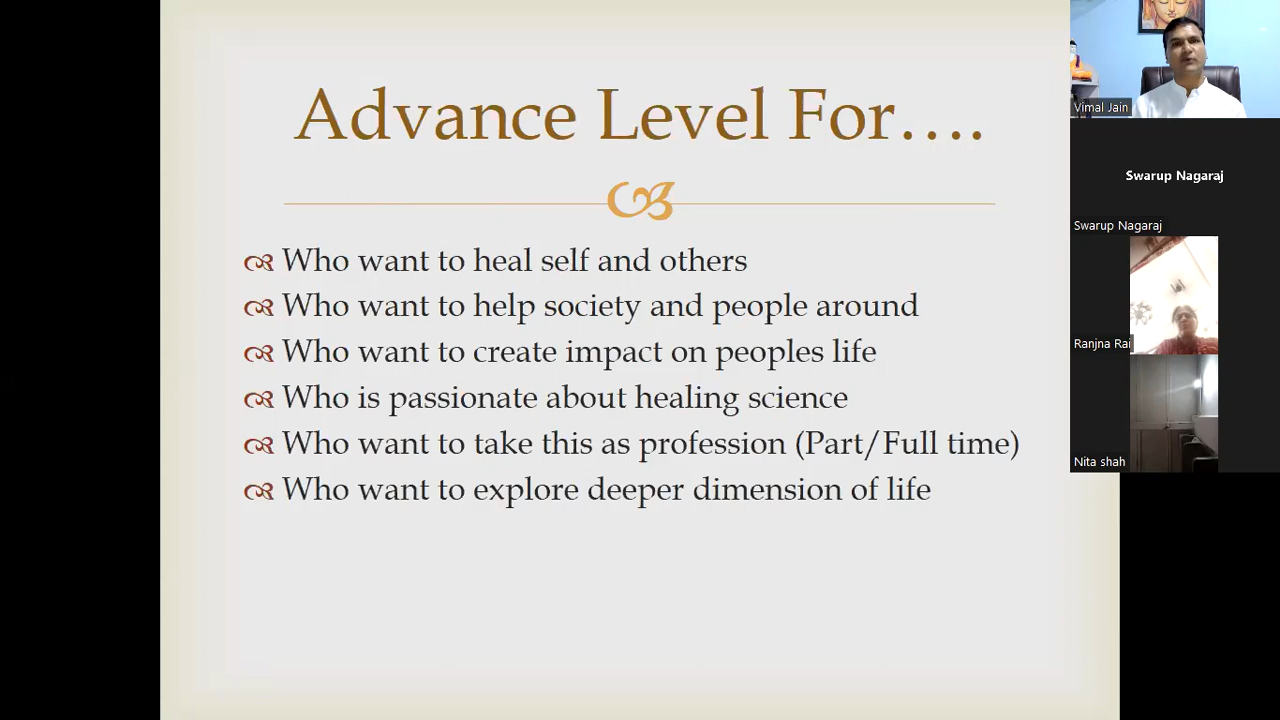 Advance Level For….
Who want to heal self and others
Who want to help society and people around
Who want to create impact on peoples life
Who is passionate about healing science
Who want to take this as profession (Part/Full time)
Who want to explore deeper dimension of life
Vimal Jain
Swarup Nagaraj
Swarup Nagaraj
Ranjna Rai
Nita shah